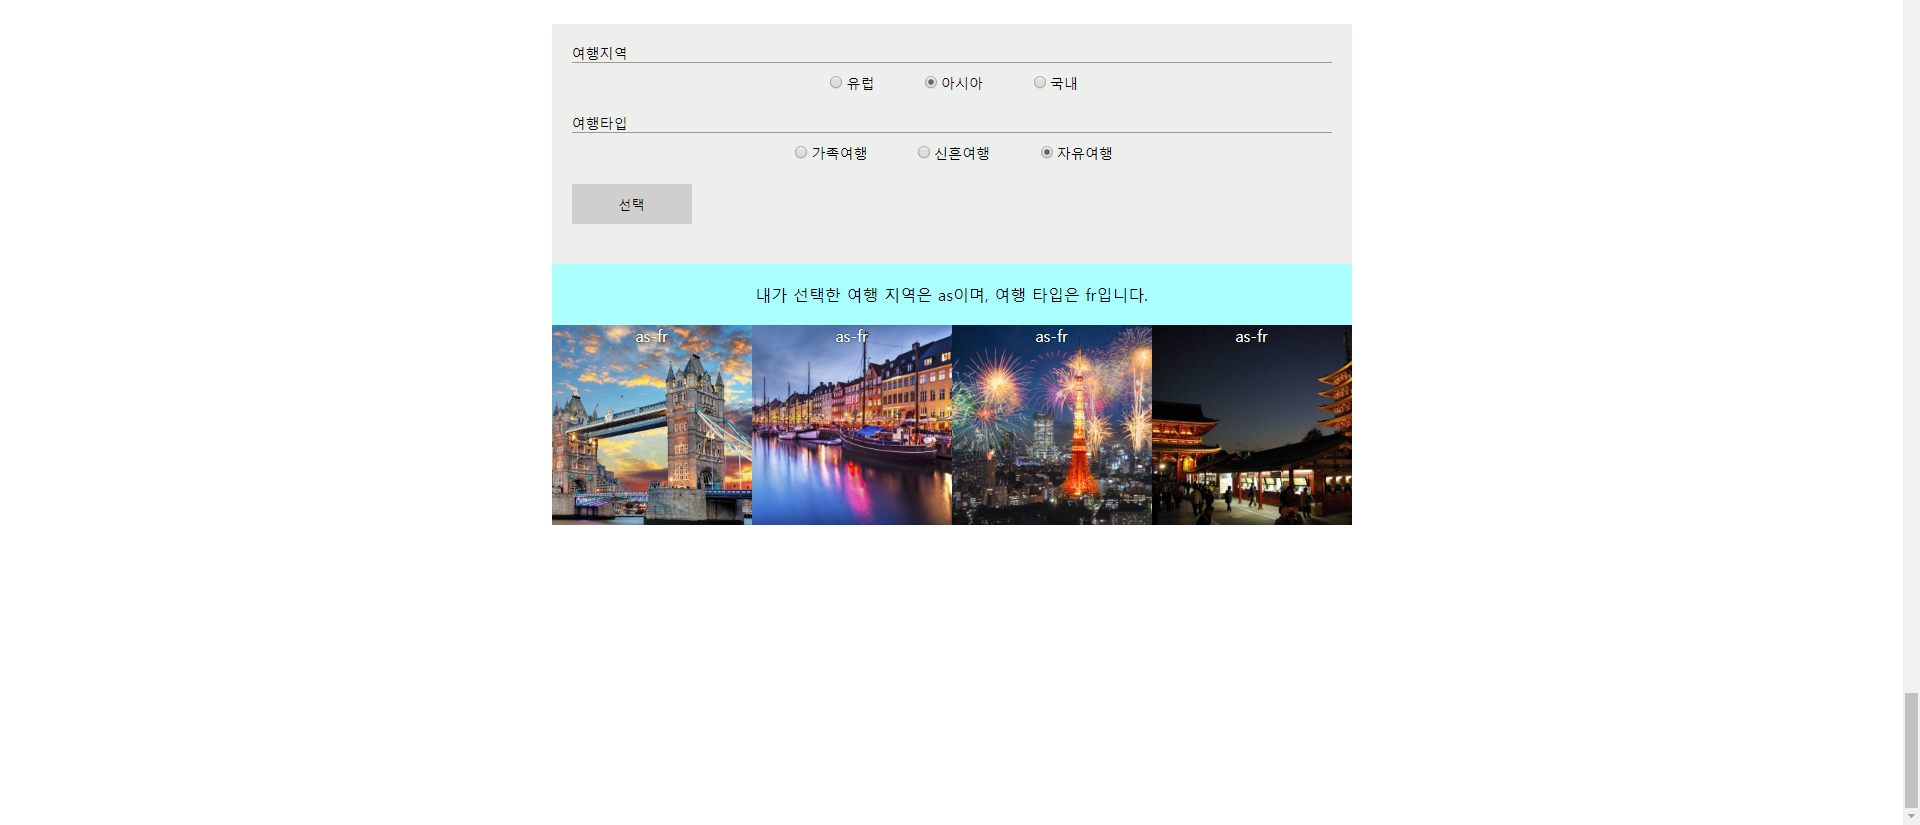 여행지역
유럽 아시아 국내
여행타입
가족여행 신혼여행 자유여행
선택
내가 선택한 여행 지역은 as이며, 여행 타입은 fr입니다.
as-fr as-fr as-fr as-fr